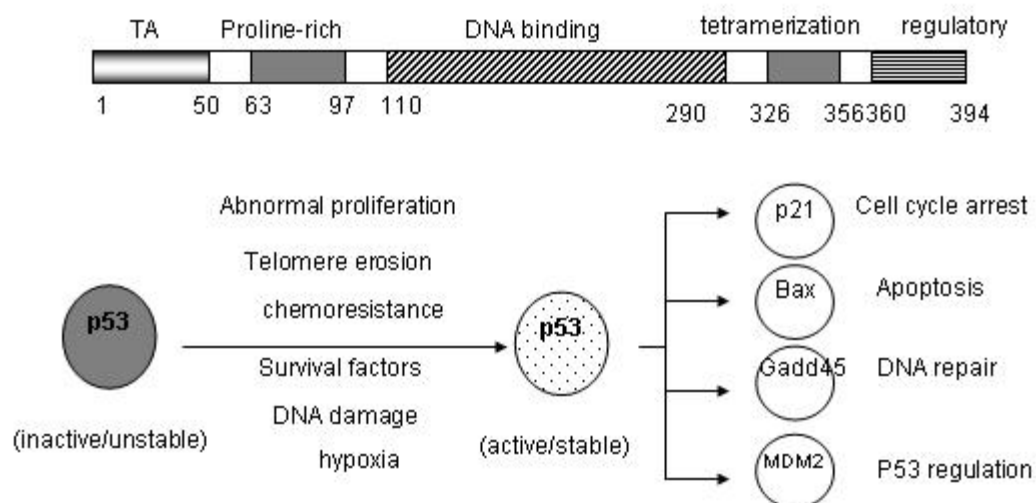 TA Proline-rich DNA binding tetramerization regulatory
1 50 63 97 110 290 326 356 360 394
Abnormal proliferation
Telomere erosion
chemoresistance
Survival factors
DNA damage
hypoxia
p53
(inactive/unstable)
p53
(active/stable)
p21 Cell cycle arrest
Bax Apoptosis
Gadd45 DNA repair
MDM2 P53 regulation